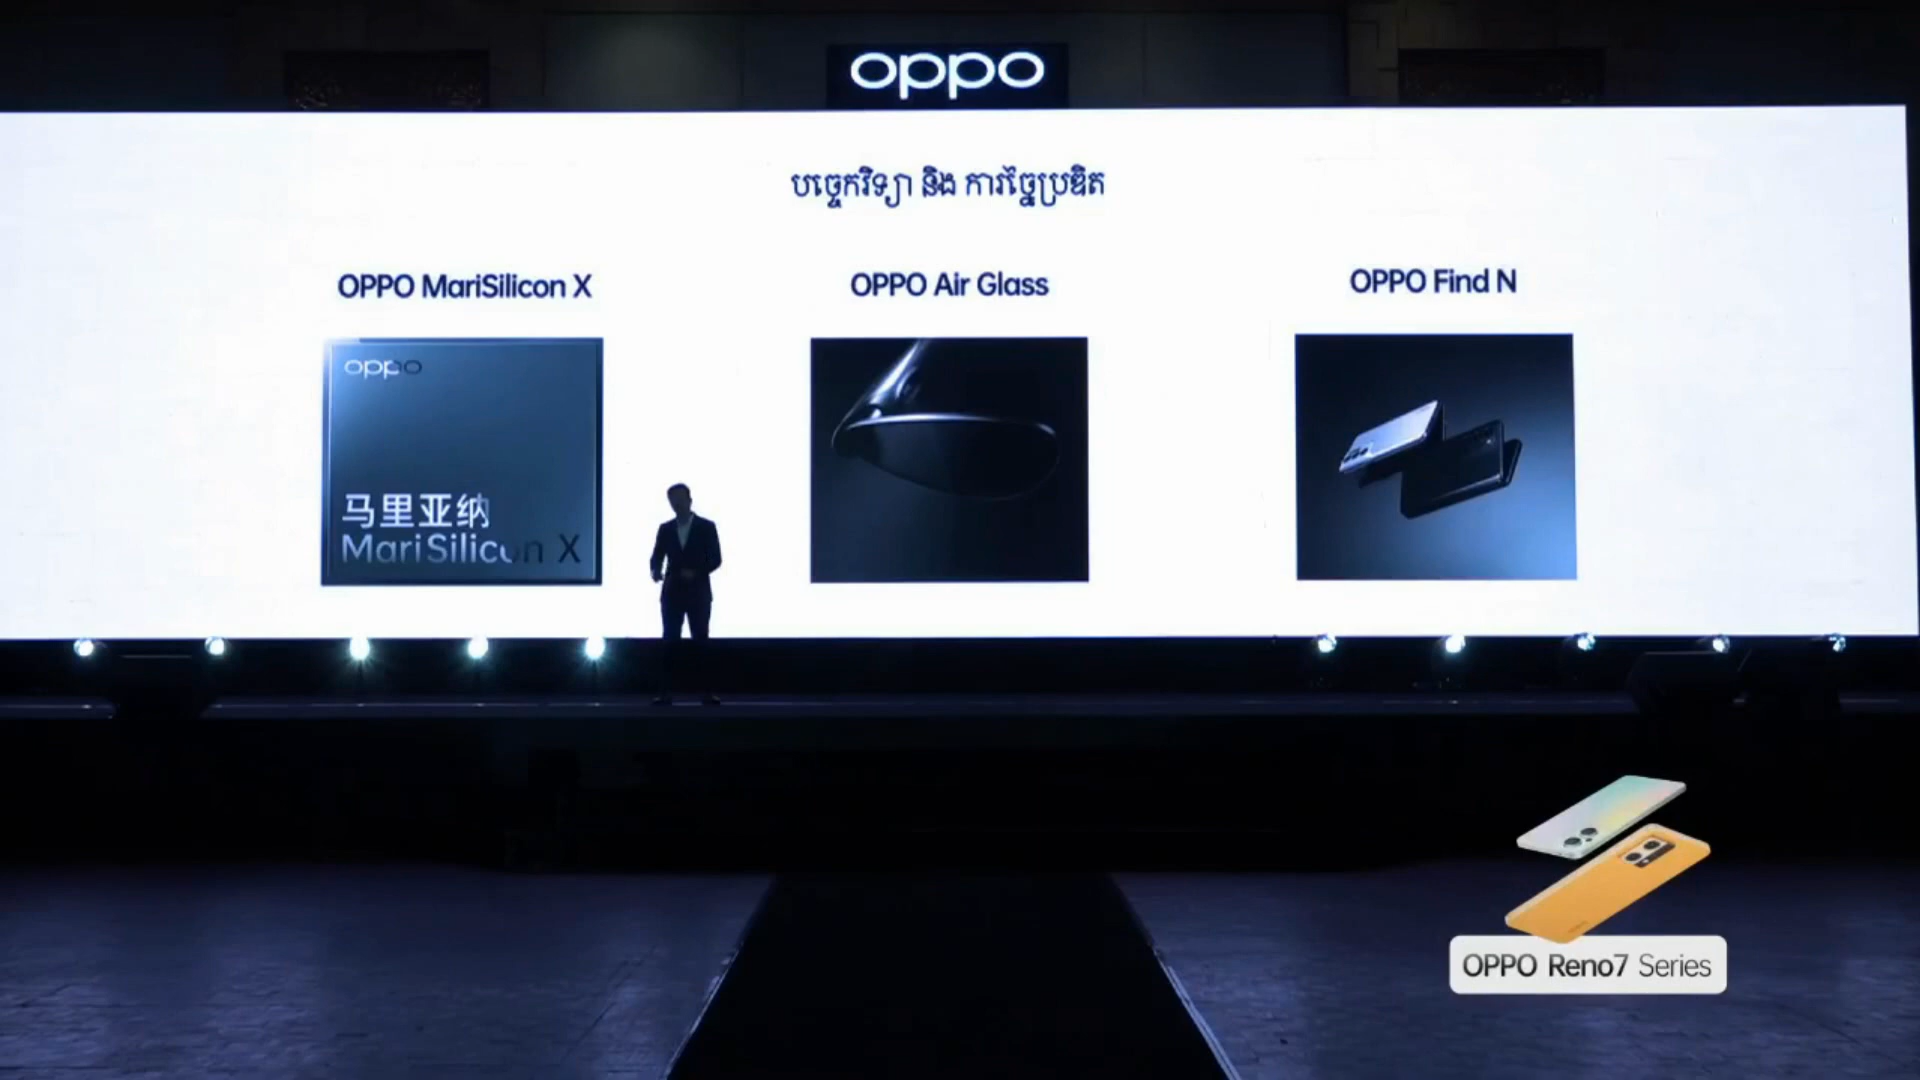 oppo
បច្ចេកវិទ្យា និង ការច្នៃប្រឌិត
OPPO MariSilicon X
OPPO Air Glass
OPPO Find N
oppo
马里亚纳
MariSilicon X
OPPO Reno7 Series